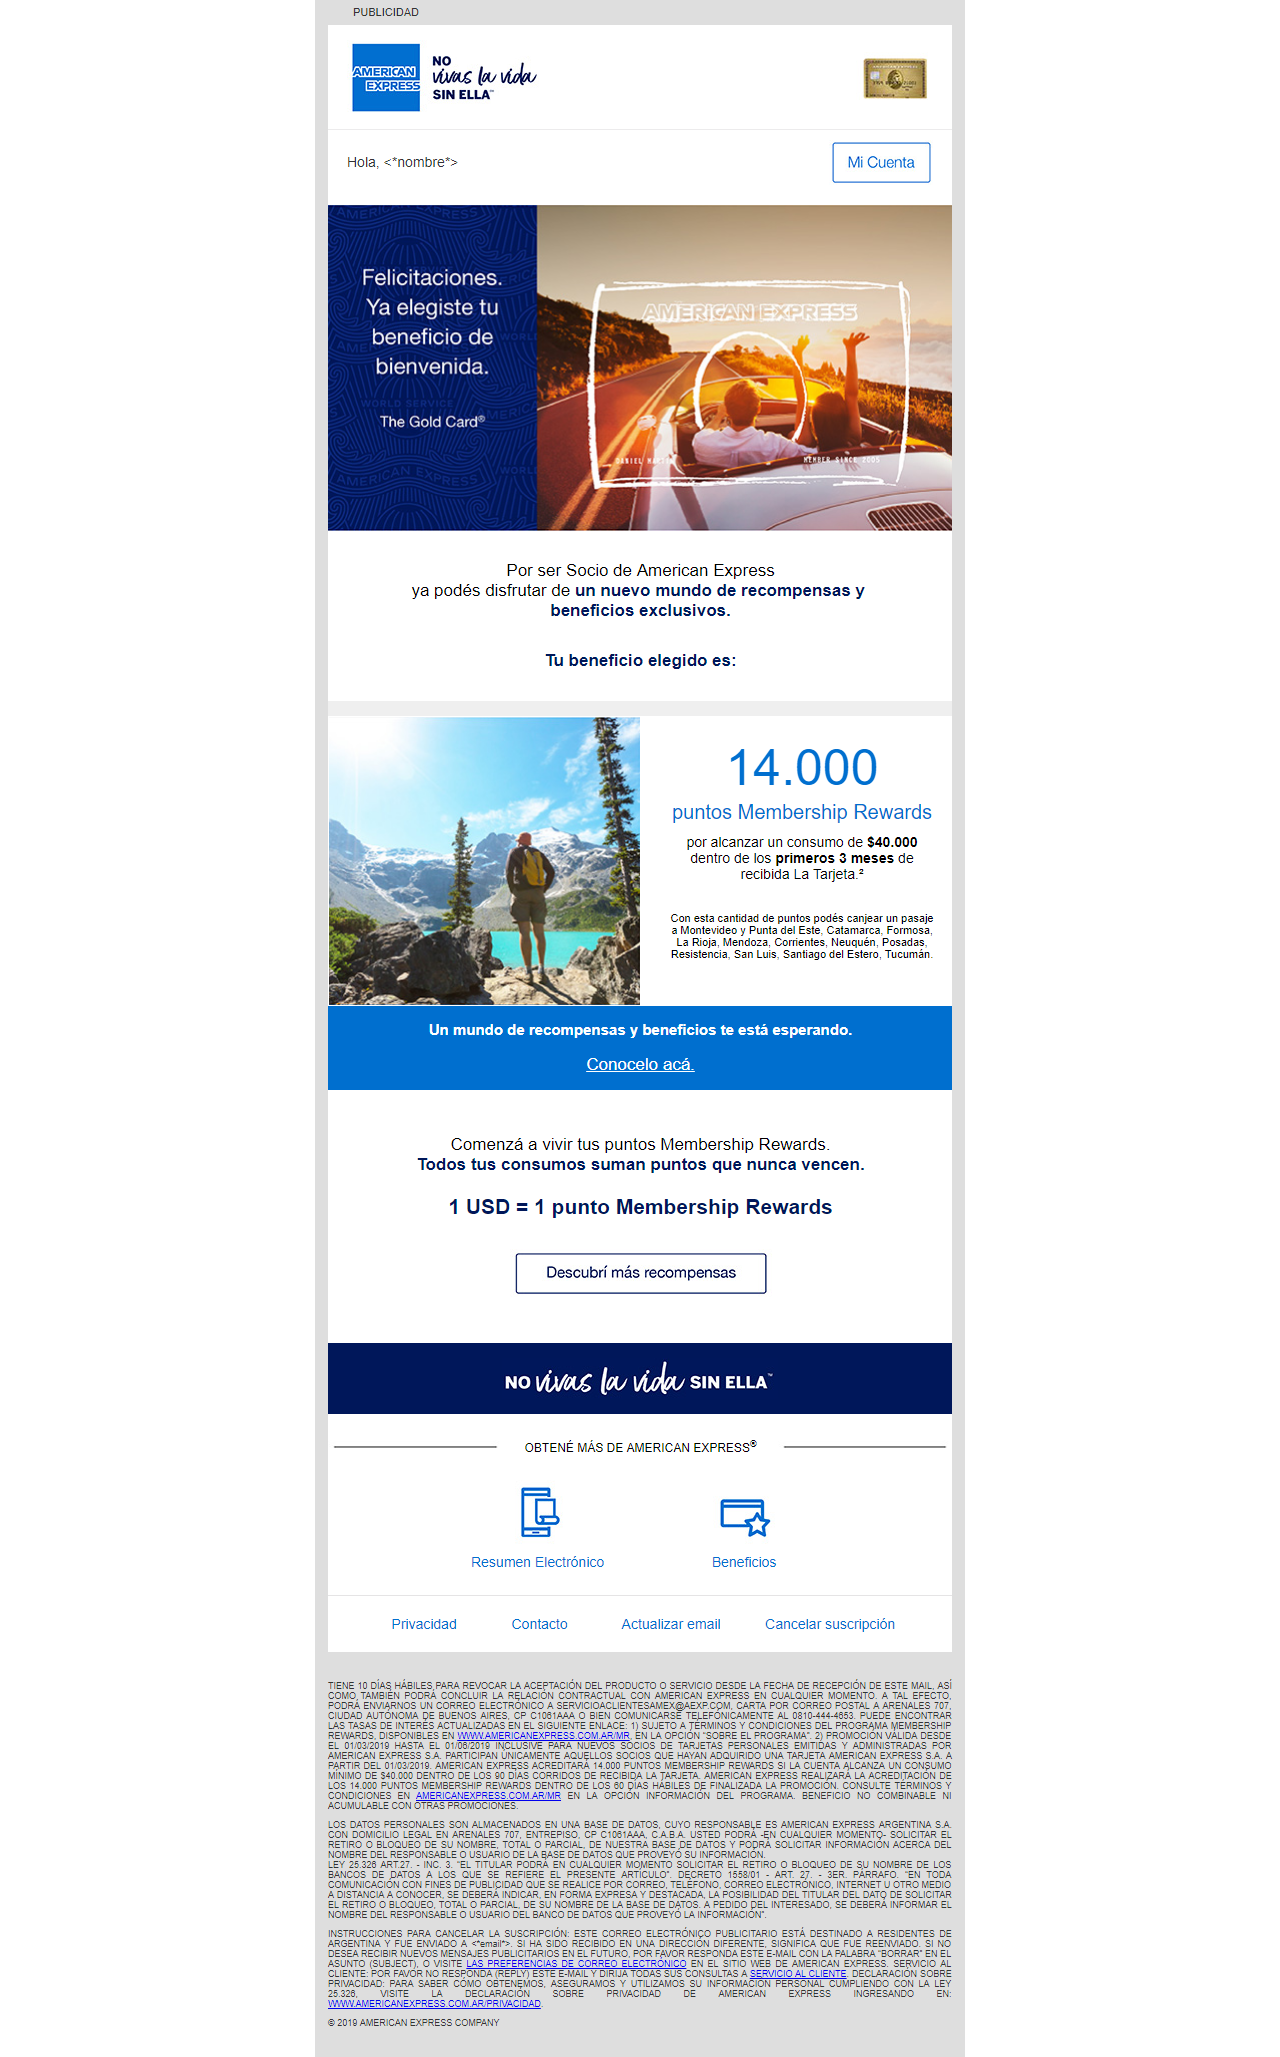 PUBLICIDAD
AMERICAN
EXPRESS
NO
vivas la vida
SIN ELLA™
Hola, <*nombre*>
Mi Cuenta
Felicitaciones.
Ya elegiste tu
beneficio de
bienvenida.
The Gold Card®
AMERICAN EXPRESS
MEMBER SINCE 2005
Por ser Socio de American Express
ya podés disfrutar de un nuevo mundo de recompensas y
beneficios exclusivos.
Tu beneficio elegido es:
14.000
puntos Membership Rewards
por alcanzar un consumo de $40.000
dentro de los primeros 3 meses de
recibida La Tarjeta.²
Con esta cantidad de puntos podés canjear un pasaje
a Montevideo y Punta del Este, Catamarca, Formosa,
La Rioja, Mendoza, Corrientes, Neuquén, Posadas,
Resistencia, San Luis, Santiago del Estero, Tucumán.
Un mundo de recompensas y beneficios te está esperando.
Conocelo acá.
Comenzá a vivir tus puntos Membership Rewards.
Todos tus consumos suman puntos que nunca vencen.
1 USD = 1 punto Membership Rewards
Descubrí más recompensas
NO vivas la vida SIN ELLA™
OBTENÉ MÁS DE AMERICAN EXPRESS®
Resumen Electrónico
Beneficios
Privacidad
Contacto
Actualizar email
Cancelar suscripción
TIENE 10 DÍAS HÁBILES PARA REVOCAR LA ACEPTACIÓN DEL PRODUCTO O SERVICIO DESDE LA FECHA DE RECEPCIÓN DE ESTE MAIL, ASÍ
COMO TAMBIÉN PODRÁ CONCLUIR LA RELACIÓN CONTRACTUAL CON AMERICAN EXPRESS EN CUALQUIER MOMENTO. A TAL EFECTO,
PODRÁ ENVIARNOS UN CORREO ELECTRÓNICO A SERVICIOACLIENTESAMEX@AEXP.COM, CARTA POR CORREO POSTAL A ARENALES 707,
CIUDAD AUTÓNOMA DE BUENOS AIRES, CP C1061AAA O BIEN COMUNICARSE TELEFÓNICAMENTE AL 0810-444-4653. PUEDE ENCONTRAR
LAS TASAS DE INTERÉS ACTUALIZADAS EN EL SIGUIENTE ENLACE: 1) SUJETO A TÉRMINOS Y CONDICIONES DEL PROGRAMA MEMBERSHIP
REWARDS, DISPONIBLES EN WWW.AMERICANEXPRESS.COM.AR/MR, EN LA OPCIÓN "SOBRE EL PROGRAMA". 2) PROMOCIÓN VÁLIDA DESDE
EL 01/03/2019 HASTA EL 01/06/2019 INCLUSIVE PARA NUEVOS SOCIOS DE TARJETAS PERSONALES EMITIDAS Y ADMINISTRADAS POR
AMERICAN EXPRESS S.A. PARTICIPAN ÚNICAMENTE AQUELLOS SOCIOS QUE HAYAN ADQUIRIDO UNA TARJETA AMERICAN EXPRESS S.A. A
PARTIR DEL 01/03/2019. AMERICAN EXPRESS ACREDITARÁ 14.000 PUNTOS MEMBERSHIP REWARDS SI LA CUENTA ALCANZA UN CONSUMO
MÍNIMO DE $40.000 DENTRO DE LOS 90 DÍAS CORRIDOS DE RECIBIDA LA TARJETA. AMERICAN EXPRESS REALIZARÁ LA ACREDITACIÓN DE
LOS 14.000 PUNTOS MEMBERSHIP REWARDS DENTRO DE LOS 60 DÍAS HÁBILES DE FINALIZADA LA PROMOCIÓN. CONSULTE TÉRMINOS Y
CONDICIONES EN AMERICANEXPRESS.COM.AR/MR EN LA OPCIÓN INFORMACIÓN DEL PROGRAMA. BENEFICIO NO COMBINABLE NI
ACUMULABLE CON OTRAS PROMOCIONES.
LOS DATOS PERSONALES SON ALMACENADOS EN UNA BASE DE DATOS, CUYO RESPONSABLE ES AMERICAN EXPRESS ARGENTINA S.A.
CON DOMICILIO LEGAL EN ARENALES 707, ENTREPISO, CP C1061AAA, C.A.B.A. USTED PODRÁ -EN CUALQUIER MOMENTO- SOLICITAR EL
RETIRO O BLOQUEO DE SU NOMBRE, TOTAL O PARCIAL, DE NUESTRA BASE DE DATOS Y PODRÁ SOLICITAR INFORMACIÓN ACERCA DEL
NOMBRE DEL RESPONSABLE O USUARIO DE LA BASE DE DATOS QUE PROVEYÓ SU INFORMACIÓN.
LEY 25.326 ART.27. - INC. 3. "EL TITULAR PODRÁ EN CUALQUIER MOMENTO SOLICITAR EL RETIRO O BLOQUEO DE SU NOMBRE DE LOS
BANCOS DE DATOS A LOS QUE SE REFIERE EL PRESENTE ARTÍCULO". DECRETO 1558/01 - ART. 27. - 3ER. PÁRRAFO. "EN TODA
COMUNICACIÓN CON FINES DE PUBLICIDAD QUE SE REALICE POR CORREO, TELÉFONO, CORREO ELECTRÓNICO, INTERNET U OTRO MEDIO
A DISTANCIA A CONOCER, SE DEBERÁ INDICAR, EN FORMA EXPRESA Y DESTACADA, LA POSIBILIDAD DEL TITULAR DEL DATO DE SOLICITAR
EL RETIRO O BLOQUEO, TOTAL O PARCIAL, DE SU NOMBRE DE LA BASE DE DATOS. A PEDIDO DEL INTERESADO, SE DEBERÁ INFORMAR EL
NOMBRE DEL RESPONSABLE O USUARIO DEL BANCO DE DATOS QUE PROVEYÓ LA INFORMACIÓN".
INSTRUCCIONES PARA CANCELAR LA SUSCRIPCIÓN: ESTE CORREO ELECTRÓNICO PUBLICITARIO ESTÁ DESTINADO A RESIDENTES DE
ARGENTINA Y FUE ENVIADO A <*email*>. SI HA SIDO RECIBIDO EN UNA DIRECCIÓN DIFERENTE, SIGNIFICA QUE FUE REENVIADO. SI NO
DESEA RECIBIR NUEVOS MENSAJES PUBLICITARIOS EN EL FUTURO, POR FAVOR RESPONDA ESTE E-MAIL CON LA PALABRA "BORRAR" EN EL
ASUNTO (SUBJECT), O VISITE LAS PREFERENCIAS DE CORREO ELECTRÓNICO EN EL SITIO WEB DE AMERICAN EXPRESS. SERVICIO AL
CLIENTE: POR FAVOR NO RESPONDA (REPLY) ESTE E-MAIL Y DIRIJA TODAS SUS CONSULTAS A SERVICIO AL CLIENTE. DECLARACIÓN SOBRE
PRIVACIDAD: PARA SABER CÓMO OBTENEMOS, ASEGURAMOS Y UTILIZAMOS SU INFORMACIÓN PERSONAL CUMPLIENDO CON LA LEY
25.326, VISITE LA DECLARACIÓN SOBRE PRIVACIDAD DE AMERICAN EXPRESS INGRESANDO EN:
WWW.AMERICANEXPRESS.COM.AR/PRIVACIDAD.
© 2019 AMERICAN EXPRESS COMPANY